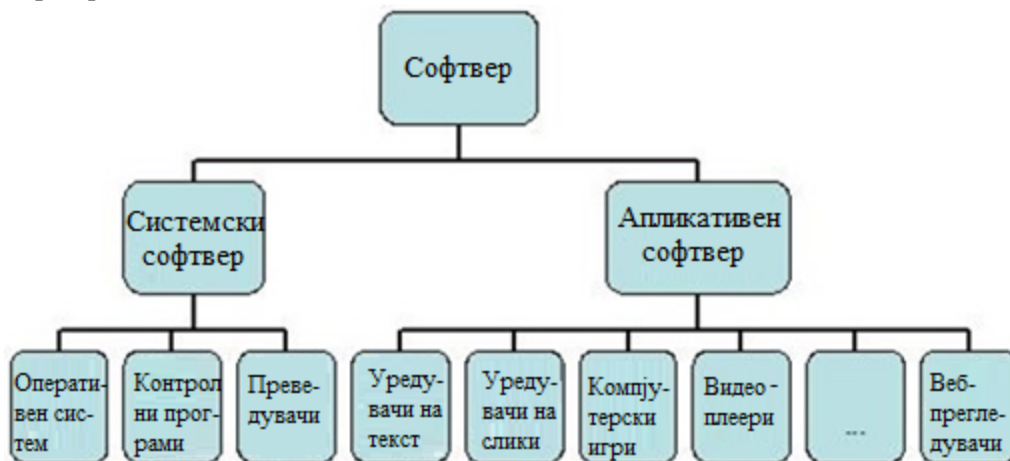 Софтвер
Системски
софтвер
Апликативен
софтвер
Операти-
вен сис-
тем
Контрол
ни прог-
рами
Преве-
дувачи
Уреду-
вачи на
текст
Уреду-
вачи на
слики
Компју-
терски
игри
Видео -
плеери
...
Веб-
прегле-
дувачи